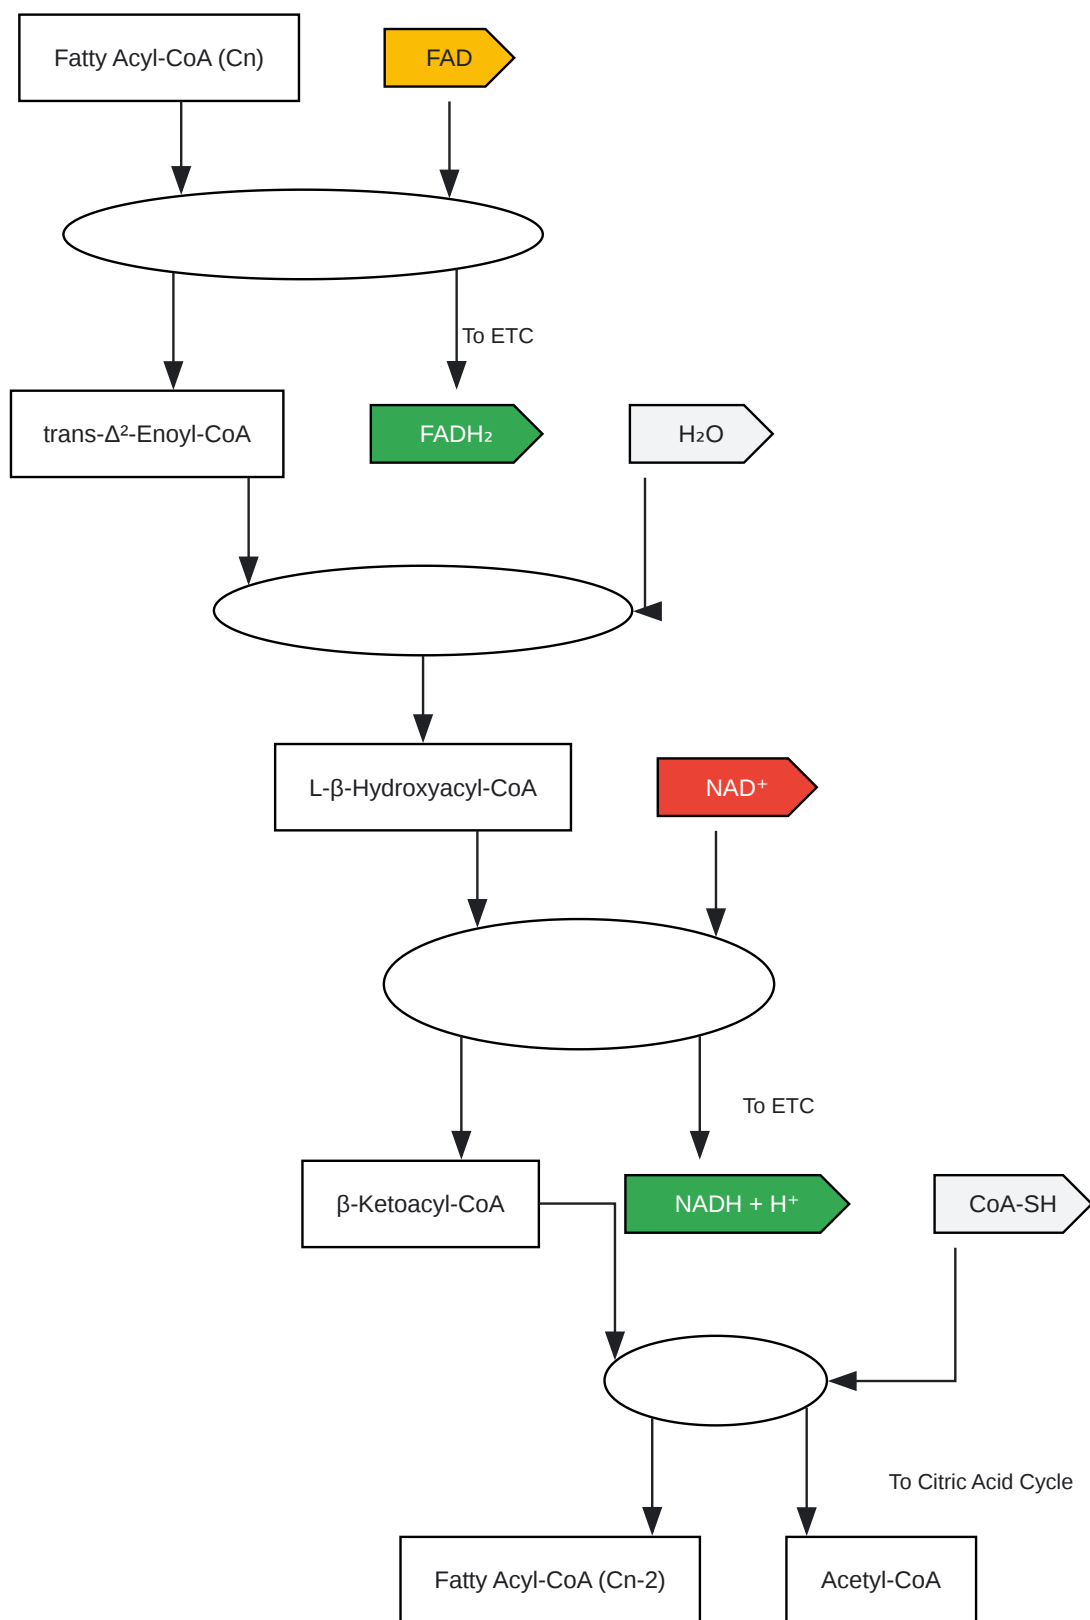 Fatty Acyl-CoA (Cn)
FAD
To ETC
trans-Δ²-Enoyl-CoA
FADH₂
H₂O
L-β-Hydroxyacyl-CoA
NAD⁺
To ETC
β-Ketoacyl-CoA
NADH + H⁺
CoA-SH
To Citric Acid Cycle
Fatty Acyl-CoA (Cn-2)
Acetyl-CoA